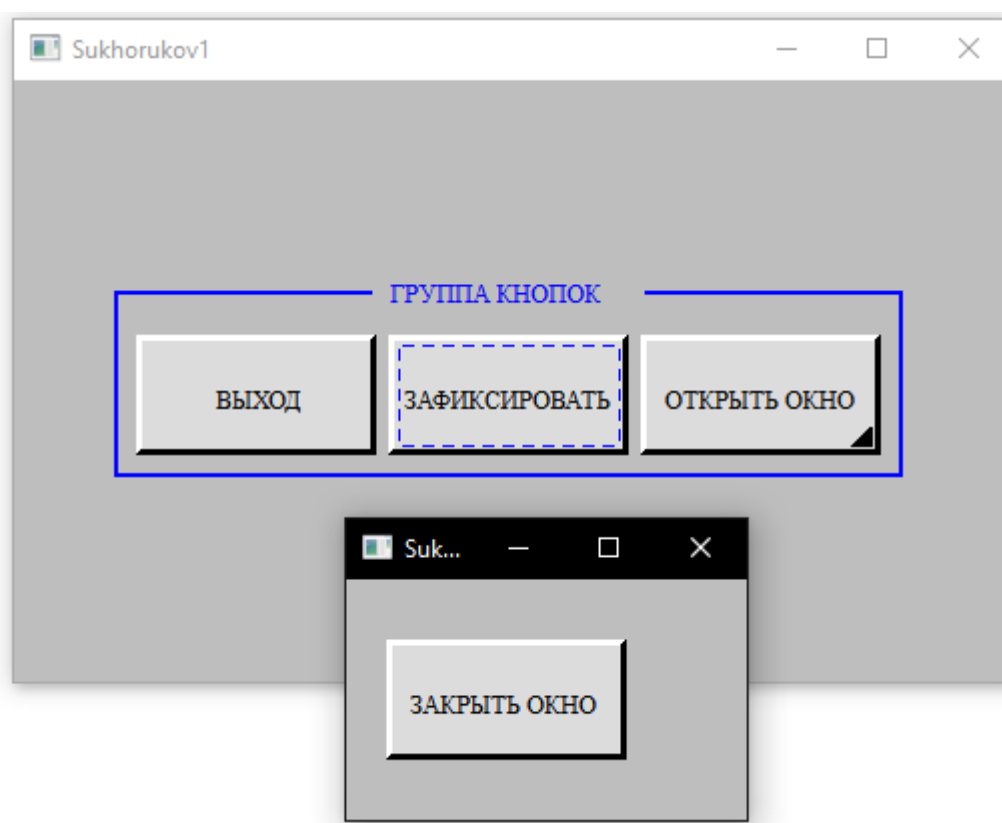 Sukhorukov1
ГРУППА КНОПОК
ВЫХОД
ЗАФИКСИРОВАТЬ
ОТКРЫТЬ ОКНО
Suk...
ЗАКРЫТЬ ОКНО